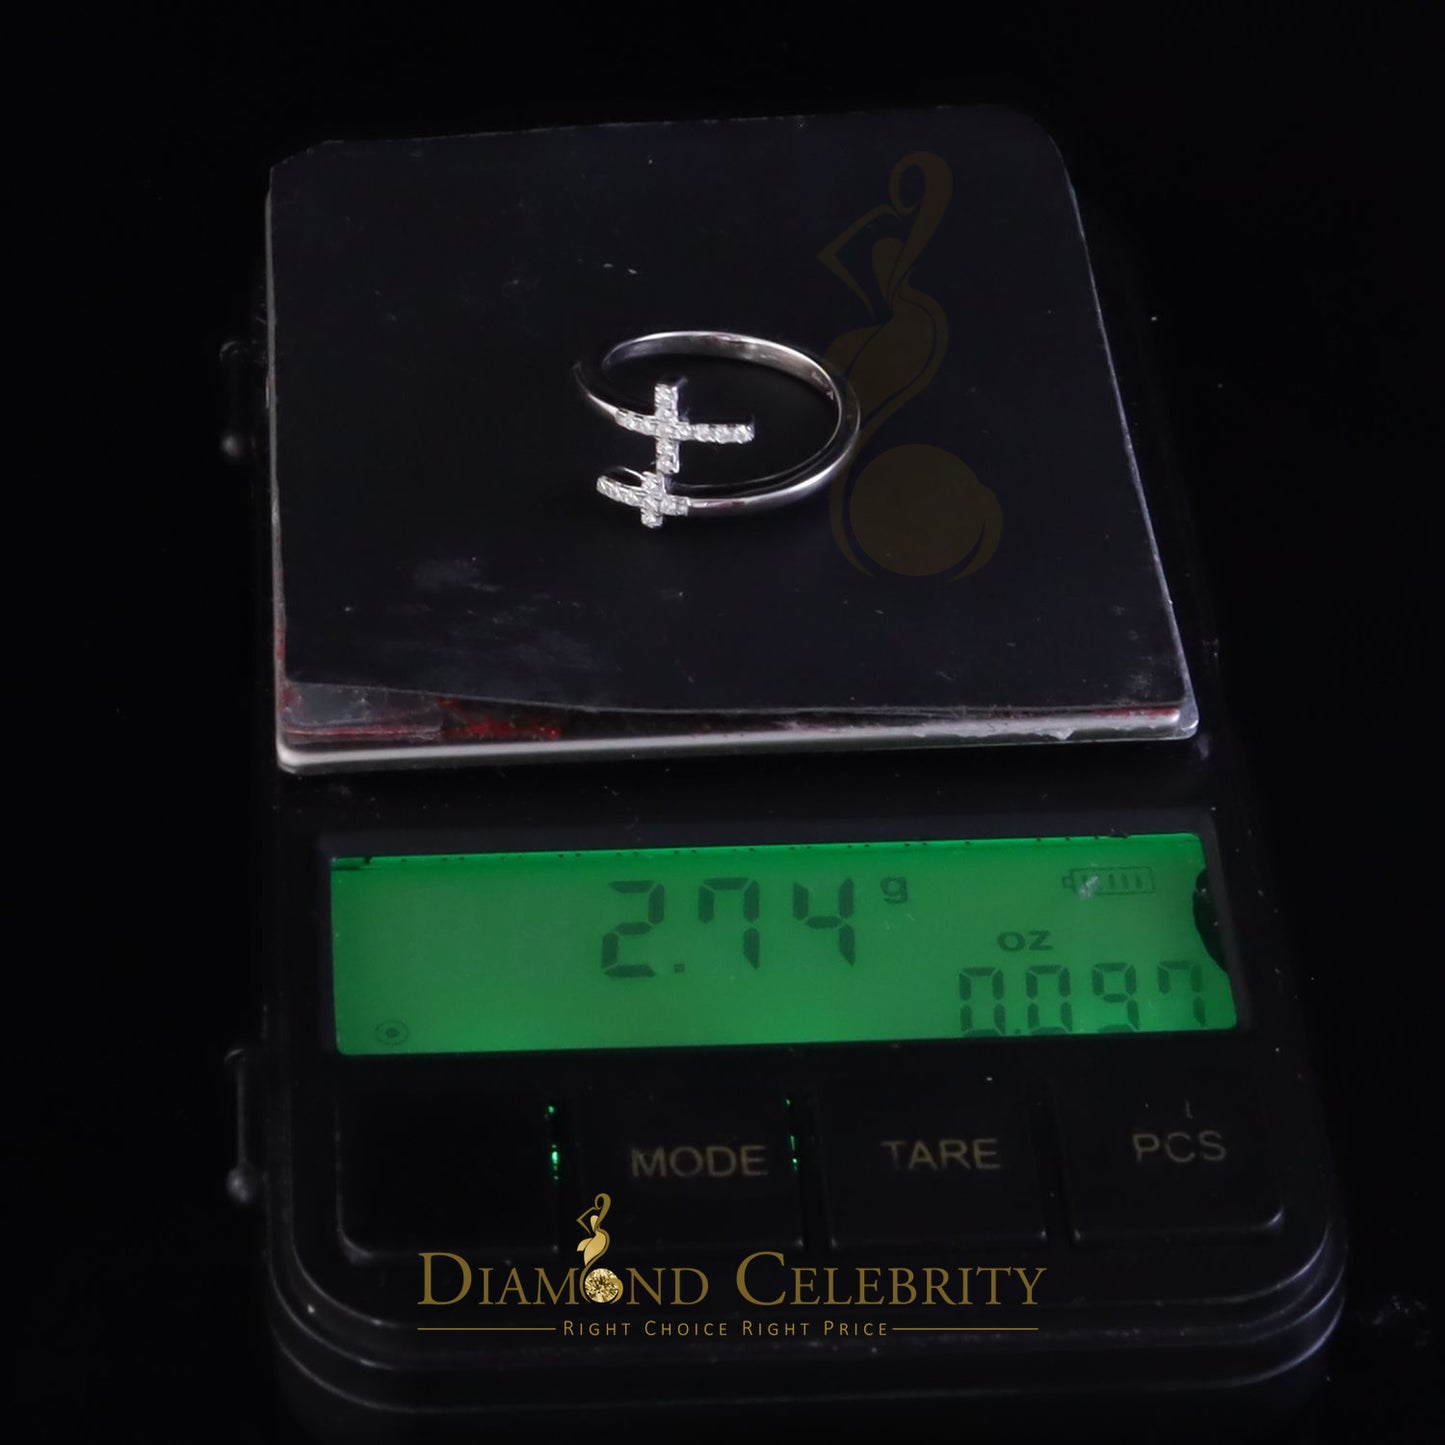 2.74 g
oz
0.097
MODE TARE PCS
DIAMOND CELEBRITY
RIGHT CHOICE RIGHT PRICE